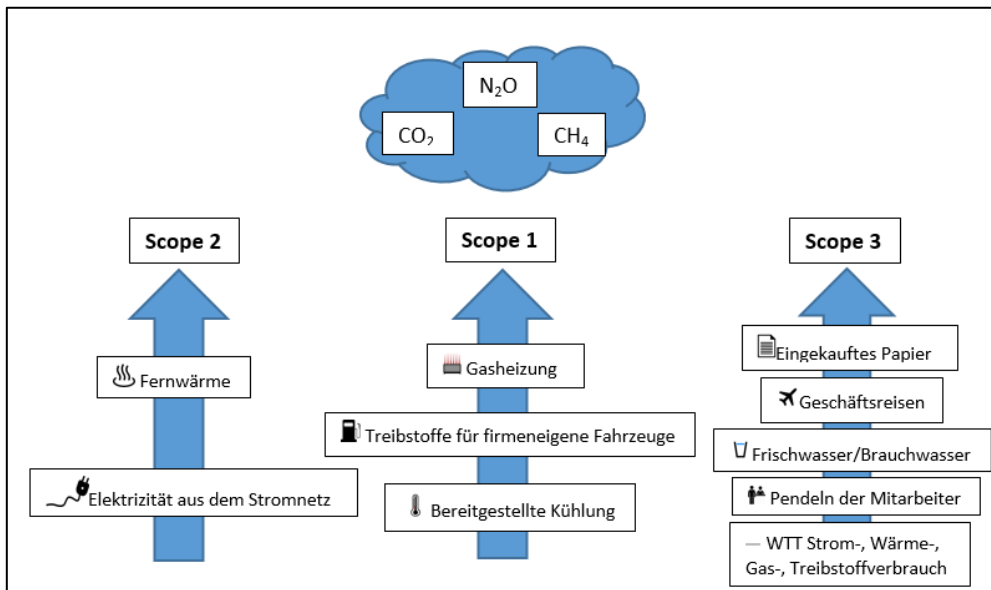 N₂O
CO₂
CH₄
Scope 2
Fernwärme
Elektrizität aus dem Stromnetz
Scope 1
Gasheizung
Treibstoffe für firmeneigene Fahrzeuge
Bereitgestellte Kühlung
Scope 3
Eingekauftes Papier
Geschäftsreisen
Frischwasser/Brauchwasser
Pendeln der Mitarbeiter
— WTT Strom-, Wärme-,
Gas-, Treibstoffverbrauch